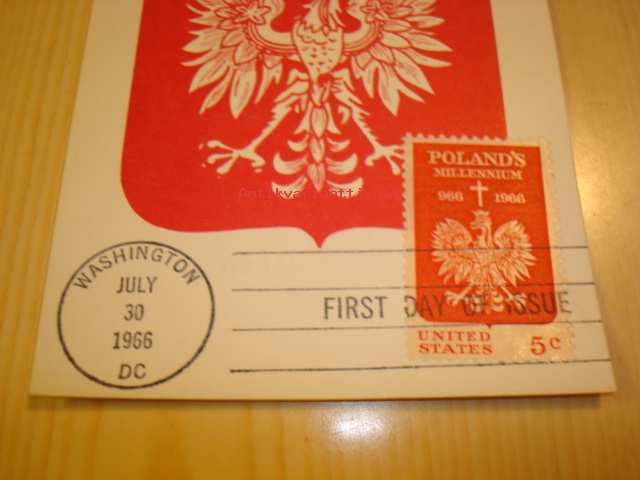 POLAND'S
MILLENNIUM
966 1966
WASHINGTON
JULY
30
1966
DC
FIRST DAY OF ISSUE
UNITED
STATES 5c